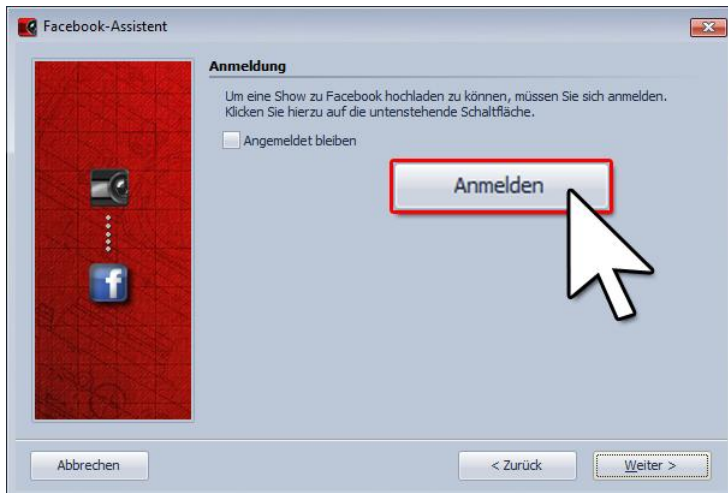 Facebook-Assistent
Anmeldung
Um eine Show zu Facebook hochladen zu können, müssen Sie sich anmelden.
Klicken Sie hierzu auf die untenstehende Schaltfläche.
Angemeldet bleiben
Anmelden
Abbrechen
< Zurück
Weiter >